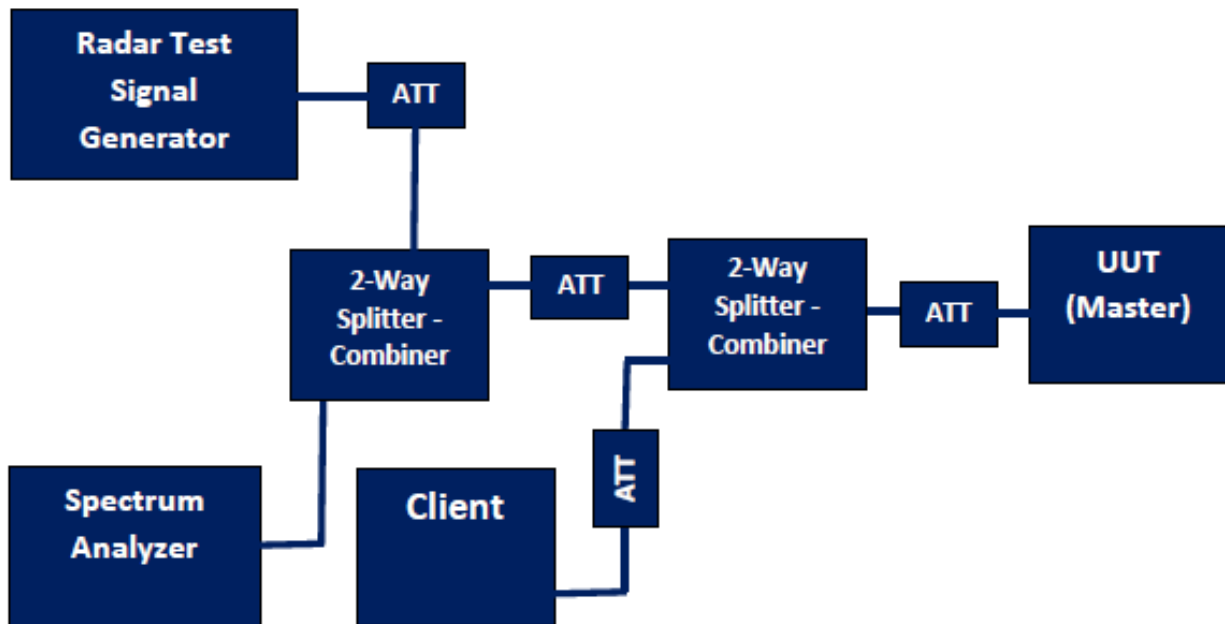 Radar Test
Signal
Generator
ATT
2-Way
Splitter -
Combiner
ATT
2-Way
Splitter -
Combiner
ATT
UUT
(Master)
Spectrum
Analyzer
Client
ATT